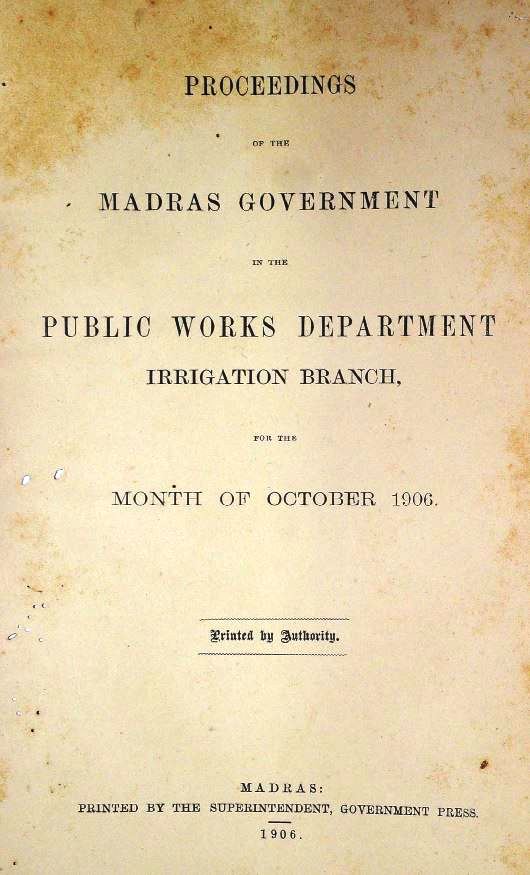 PROCEEDINGS
OF THE
MADRAS GOVERNMENT
IN THE
PUBLIC WORKS DEPARTMENT
IRRIGATION BRANCH,
FOR THE
MONTH OF OCTOBER 1906.
Printed by Authority.
MADRAS:
PRINTED BY THE SUPERINTENDENT, GOVERNMENT PRESS.
1906.